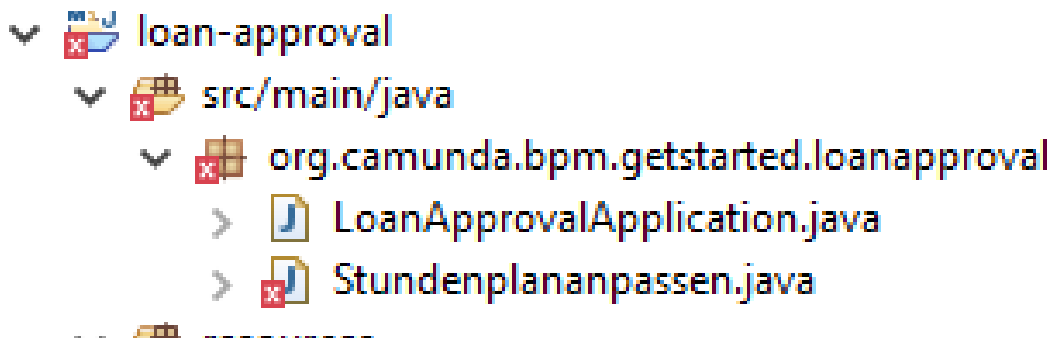 loan-approval
src/main/java
org.camunda.bpm.getstarted.loanapproval
LoanApprovalApplication.java
Stundenplananpassen.java